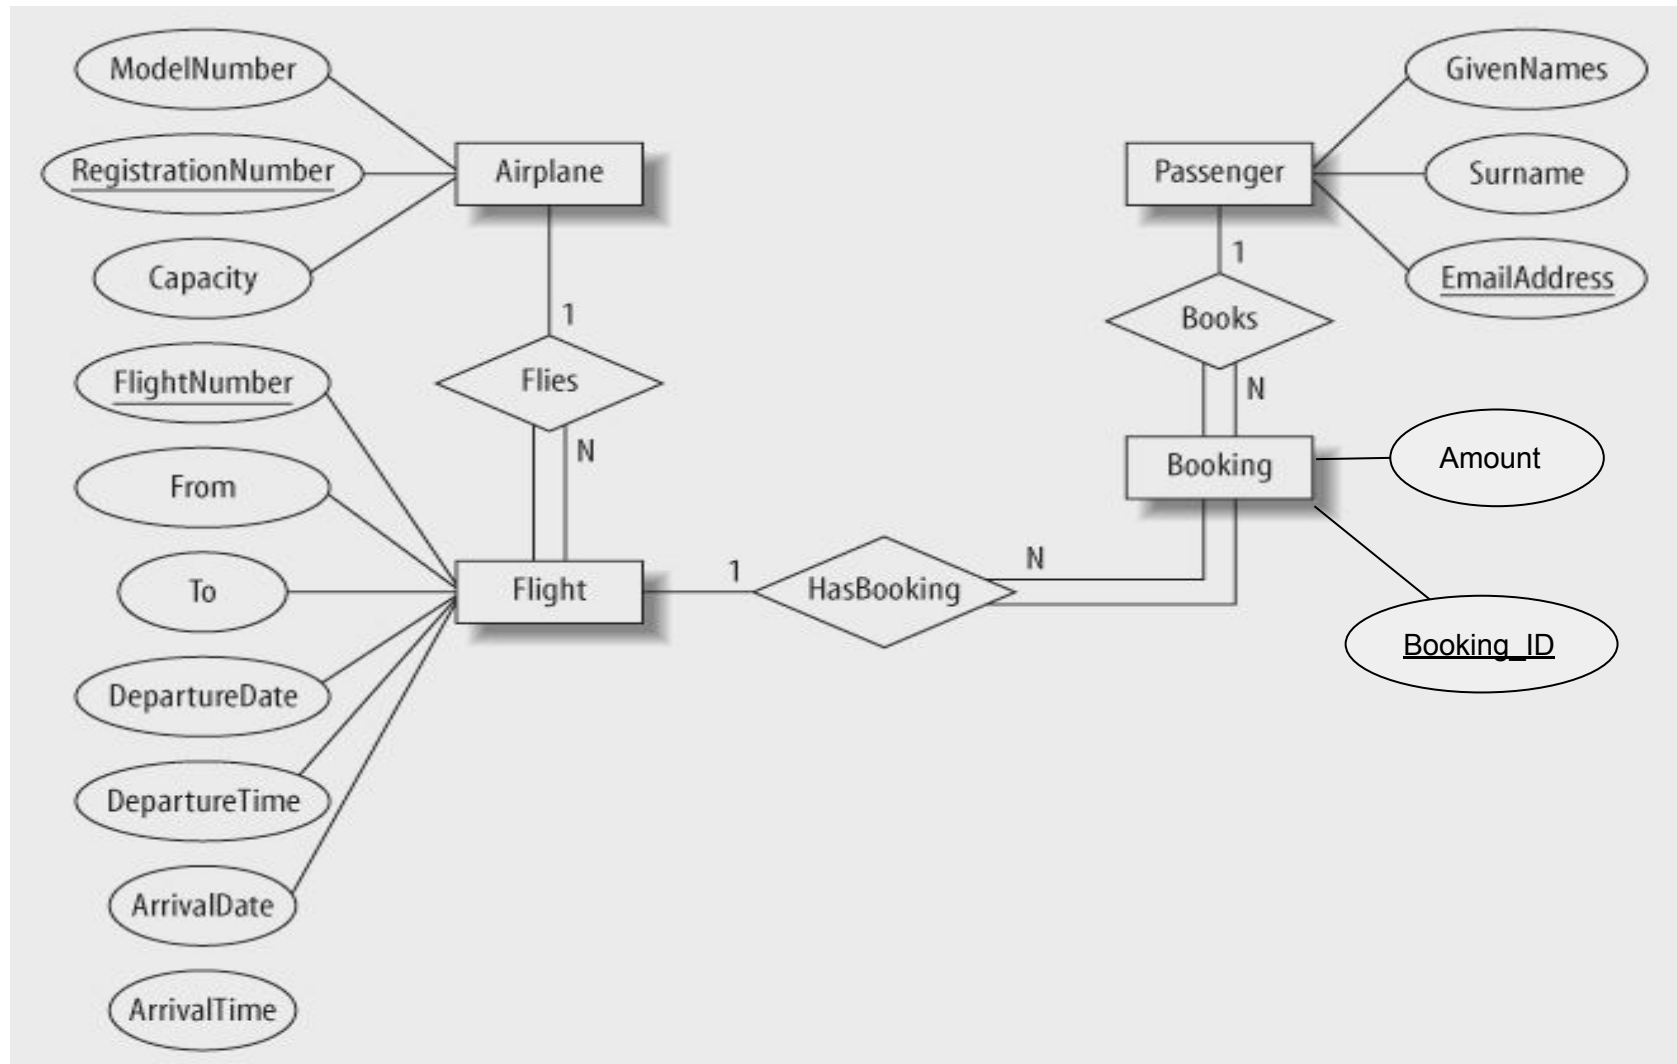 ModelNumber
GivenNames
RegistrationNumber
Airplane
Passenger
Surname
Capacity
1
EmailAddress
1
Books
FlightNumber
Flies
N
N
From
Booking
Amount
To
Flight
1
HasBooking
N
Booking_ID
DepartureDate
DepartureTime
ArrivalDate
ArrivalTime